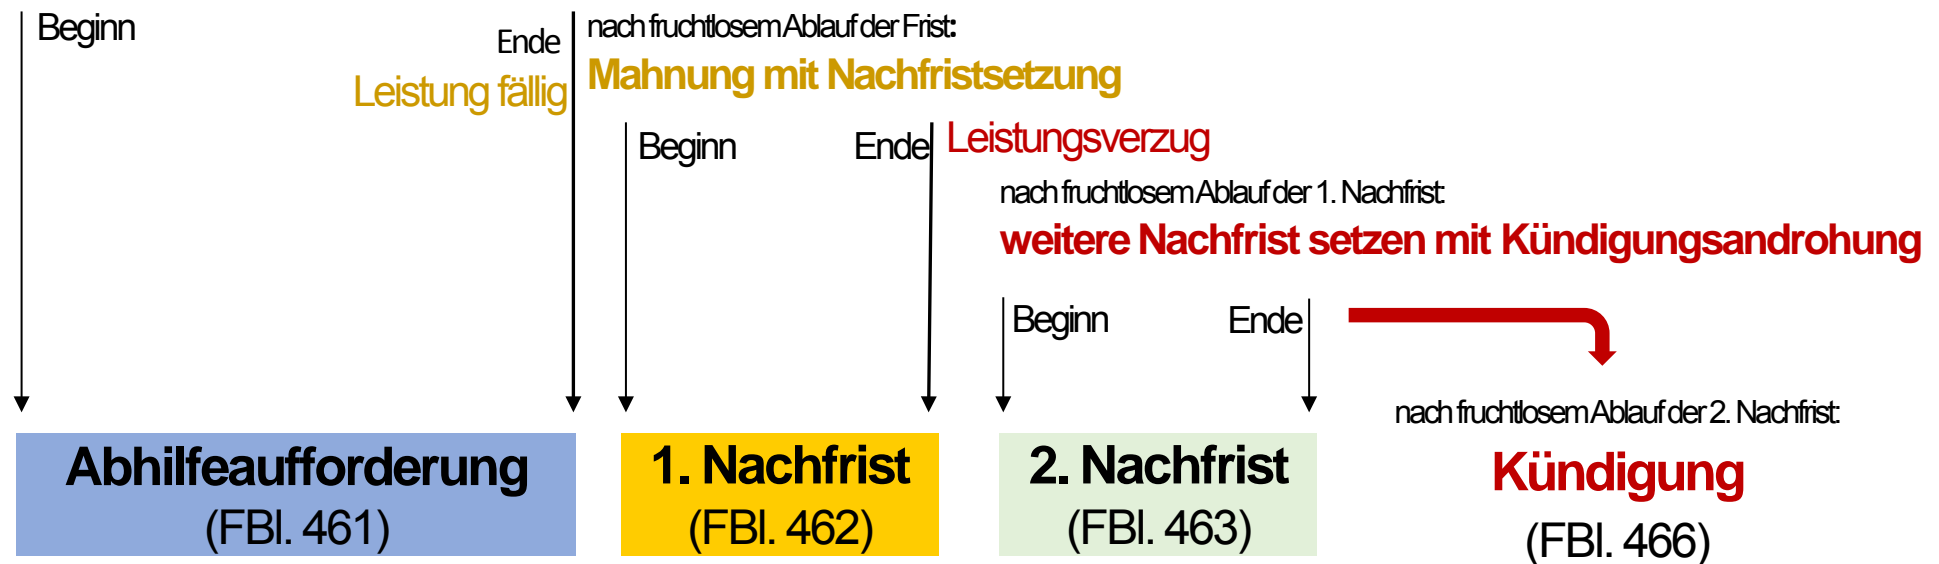 Beginn
Ende
Leistung fällig
nach fruchtlosem Ablauf der Frist:
Mahnung mit Nachfristsetzung
Beginn
Ende
Leistungsverzug
nach fruchtlosem Ablauf der 1. Nachfrist:
weitere Nachfrist setzen mit Kündigungsandrohung
Beginn
Ende
nach fruchtlosem Ablauf der 2. Nachfrist:
Abhilfeaufforderung
(FBl. 461)
1. Nachfrist
(FBl. 462)
2. Nachfrist
(FBl. 463)
Kündigung
(FBl. 466)